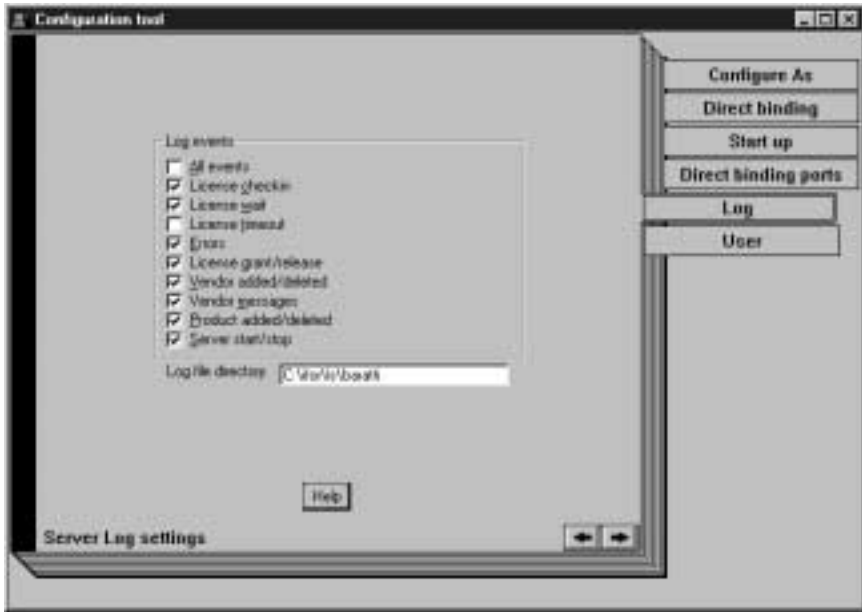 Configuration tool
Configure As
Direct binding
Start up
Direct binding ports
Log
User
Log events
All events
License checkin
License wait
License timeout
Errors
License grant/release
Vendor added/deleted
Vendor messages
Product added/deleted
Server start/stop
Log file directory
Help
Server Log settings